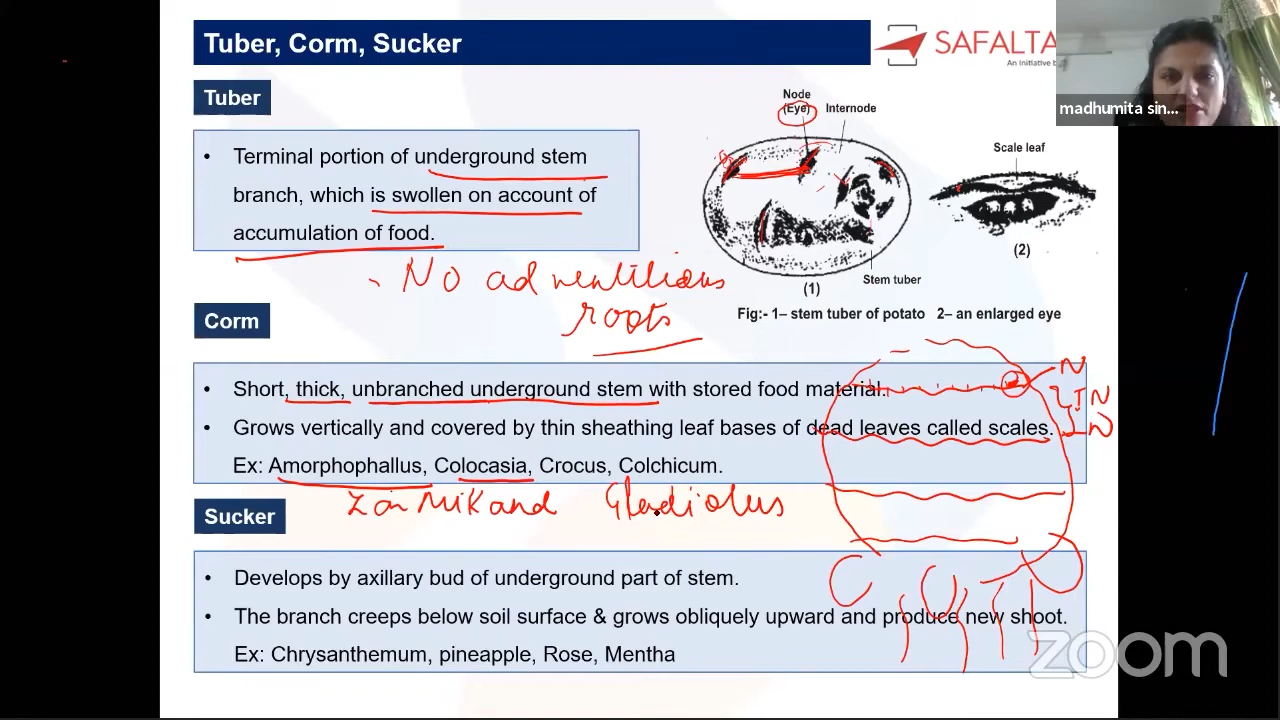 Tuber, Corm, Sucker
SAFALTA
An Initiative b
madhumita sin...
Tuber
• Terminal portion of underground stem
branch, which is swollen on account of
accumulation of food.
Node
(Eye)
Internode
Scale leaf
Stem tuber
(1)
(2)
Fig:- 1– stem tuber of potato 2– an enlarged eye
No adventitious
roots
Corm
• Short, thick, unbranched underground stem with stored food material.
• Grows vertically and covered by thin sheathing leaf bases of dead leaves called scales.
Ex: Amorphophallus, Colocasia, Crocus, Colchicum.
N
IN
N
Zamikand Gladiolus
Sucker
• Develops by axillary bud of underground part of stem.
• The branch creeps below soil surface & grows obliquely upward and produce new shoot.
Ex: Chrysanthemum, pineapple, Rose, Mentha
zoom